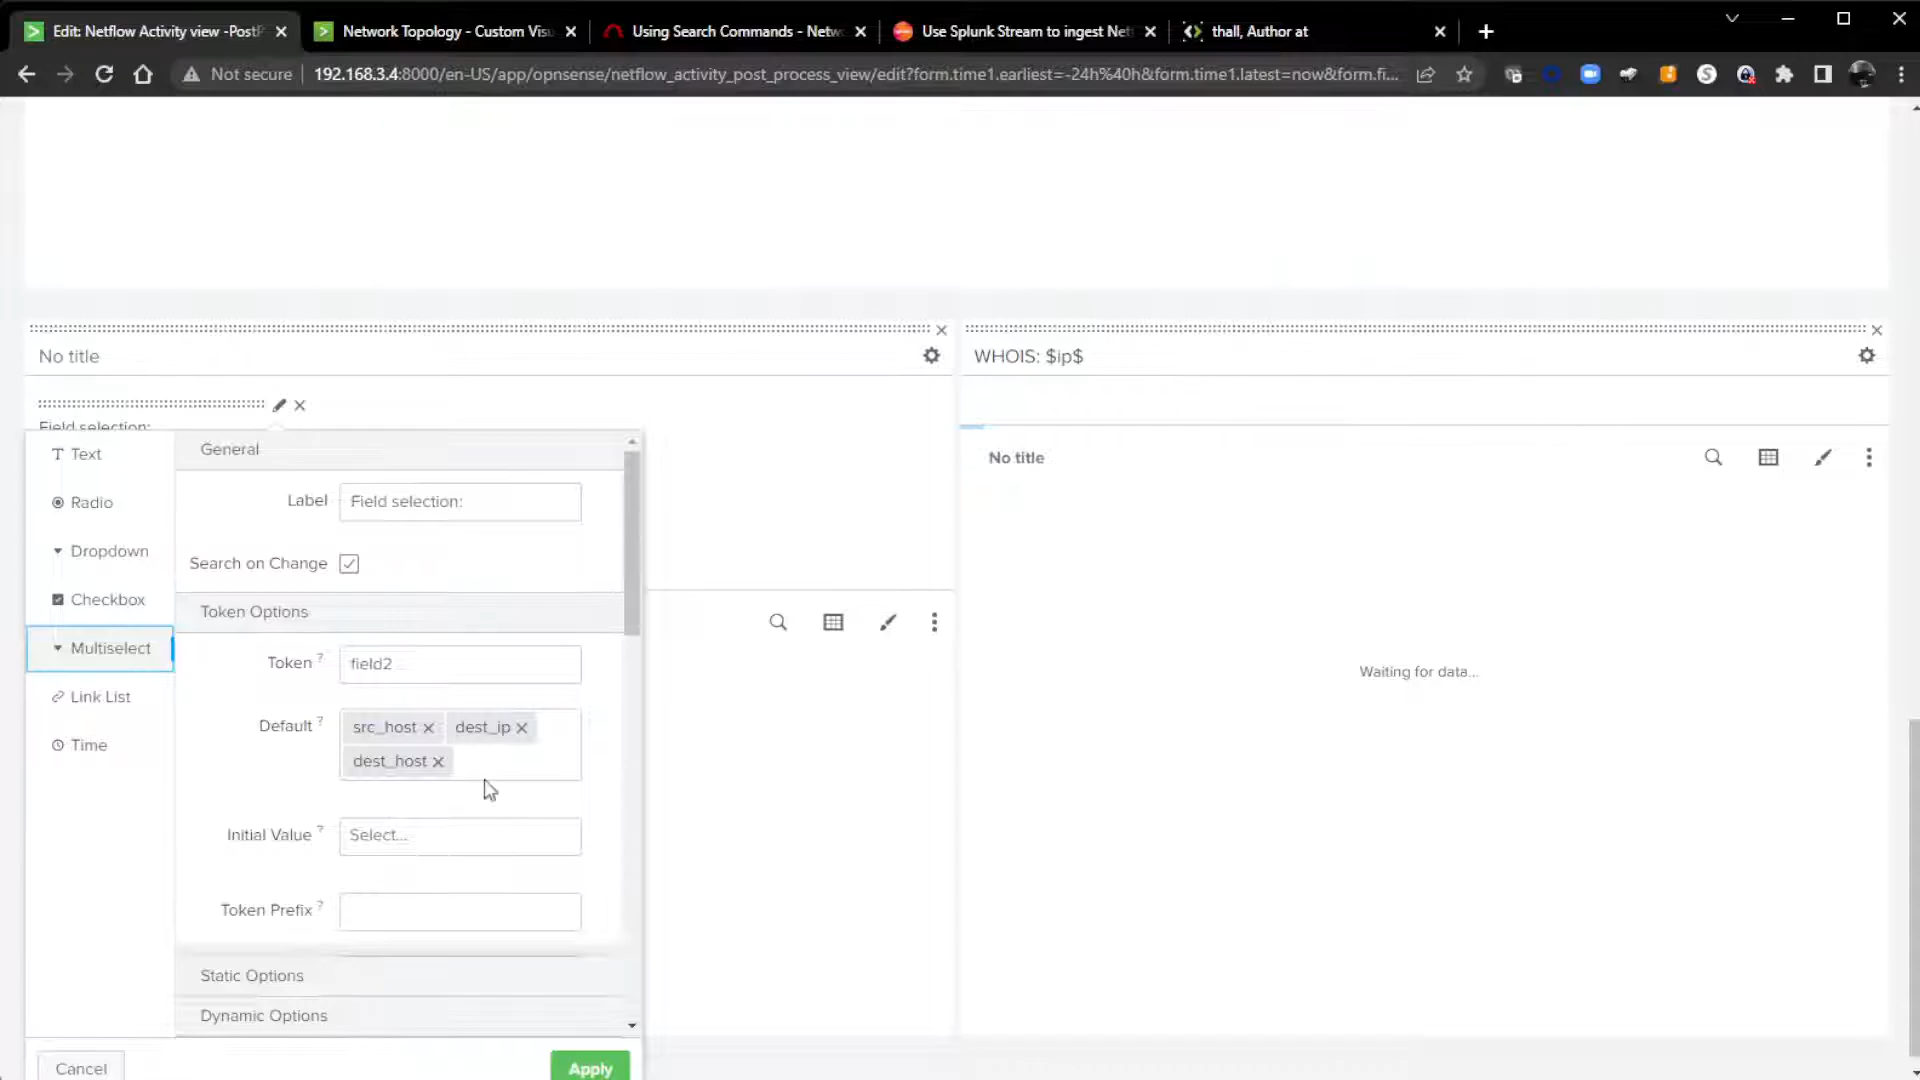 Edit: Netflow Activity view -PostP
Network Topology - Custom Visu
Using Search Commands - Netw
Use Splunk Stream to ingest Net
thall, Author at
Not secure
192.168.3.4:8000/en-US/app/opnsense/netflow_activity_post_process_view/edit?form.time1.earliest=-24h%40h&form.time1.latest=now&form.fi...
No title
WHOIS: $ip$
Field selection:
Text
Radio
Dropdown
Checkbox
Multiselect
Link List
Time
General
Label
Field selection:
Search on Change
Token Options
Token ?
field2
Default ?
src_host
dest_ip
dest_host
Initial Value ?
Select...
Token Prefix ?
Static Options
Dynamic Options
Cancel
Apply
No title
Waiting for data...